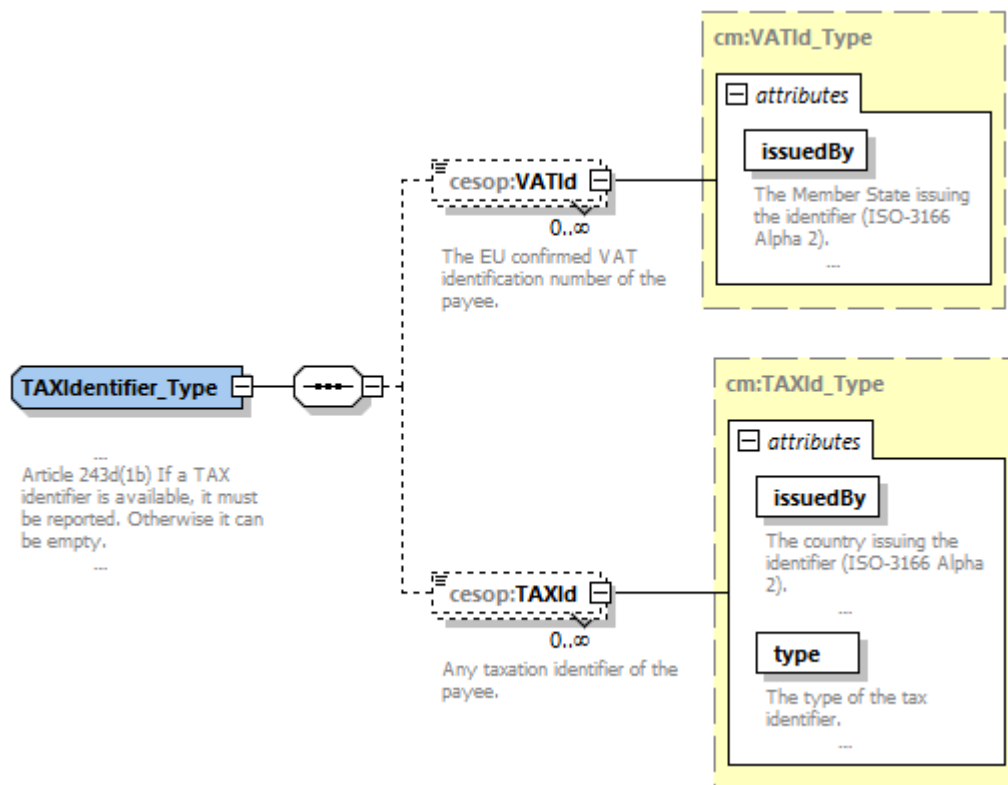 cm:VATId_Type
attributes
issuedBy
The Member State issuing
the identifier (ISO-3166
Alpha 2).
...
cesop:VATId
0..∞
The EU confirmed VAT
identification number of the
payee.
TAXIdentifier_Type
...
Article 243d(1b) If a TAX
identifier is available, it must
be reported. Otherwise it can
be empty.
...
cm:TAXId_Type
attributes
issuedBy
The country issuing the
identifier (ISO-3166 Alpha
2).
...
cesop:TAXId
0..∞
Any taxation identifier of the
payee.
type
The type of the tax
identifier.
...